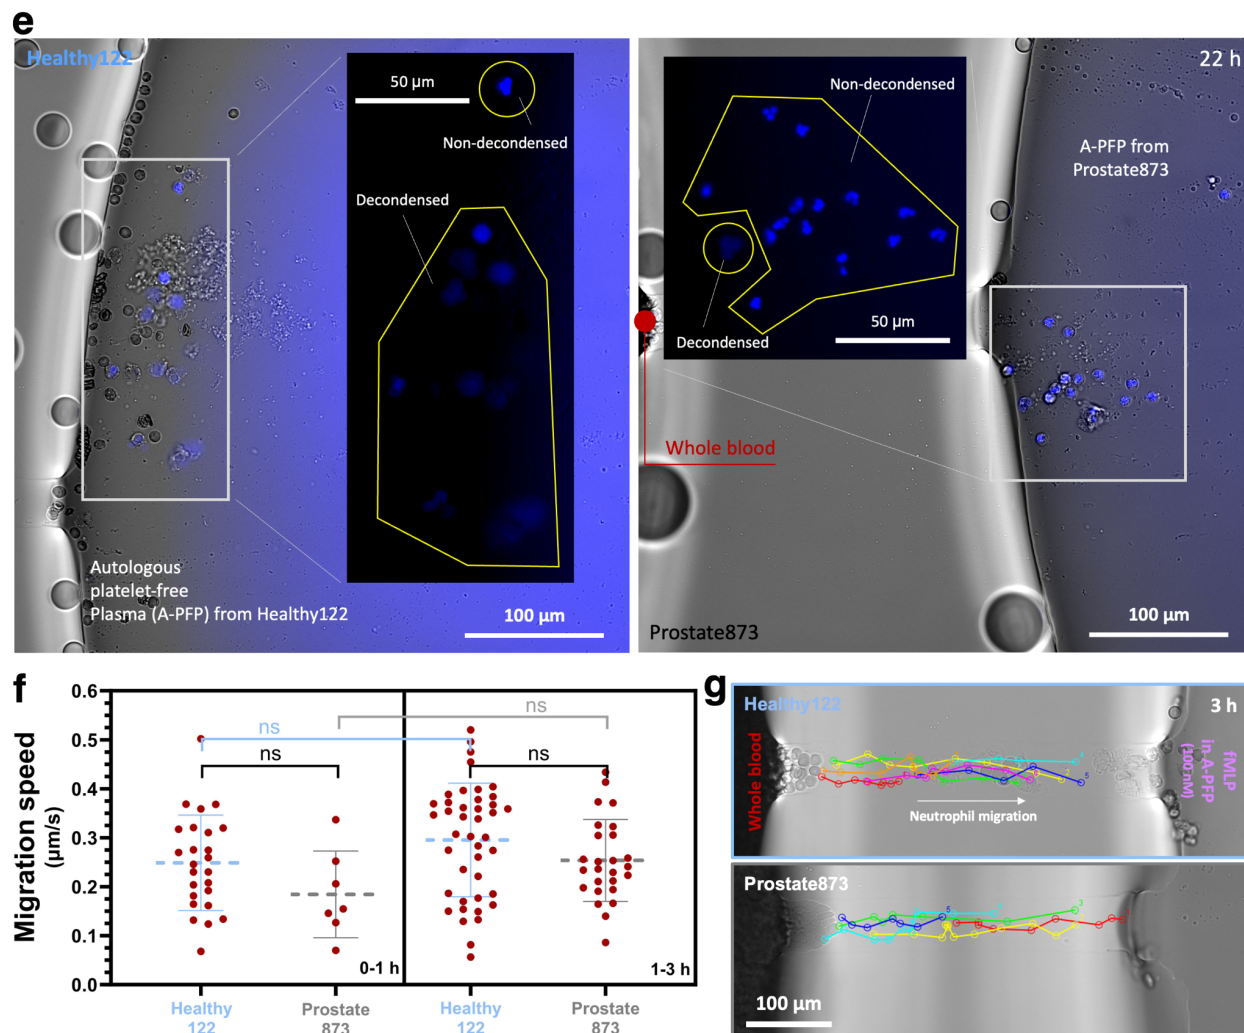 e
Healthy122
50 µm
Non-decondensed
Decondensed
Autologous
platelet-free
Plasma (A-PFP) from Healthy122
100 µm
22 h
Non-decondensed
A-PFP from
Prostate873
Decondensed
50 µm
Whole blood
Prostate873
100 µm
f
Migration speed
(µm/s)
0.6
0.5
0.4
0.3
0.2
0.1
0.0
ns
ns
ns
ns
0-1 h
1-3 h
Healthy
122
Prostate
873
Healthy
122
Prostate
873
g
Healthy122
3 h
Whole blood
fMLP
in A-PFP
(100 nM)
Neutrophil migration
Prostate873
5
3
100 µm